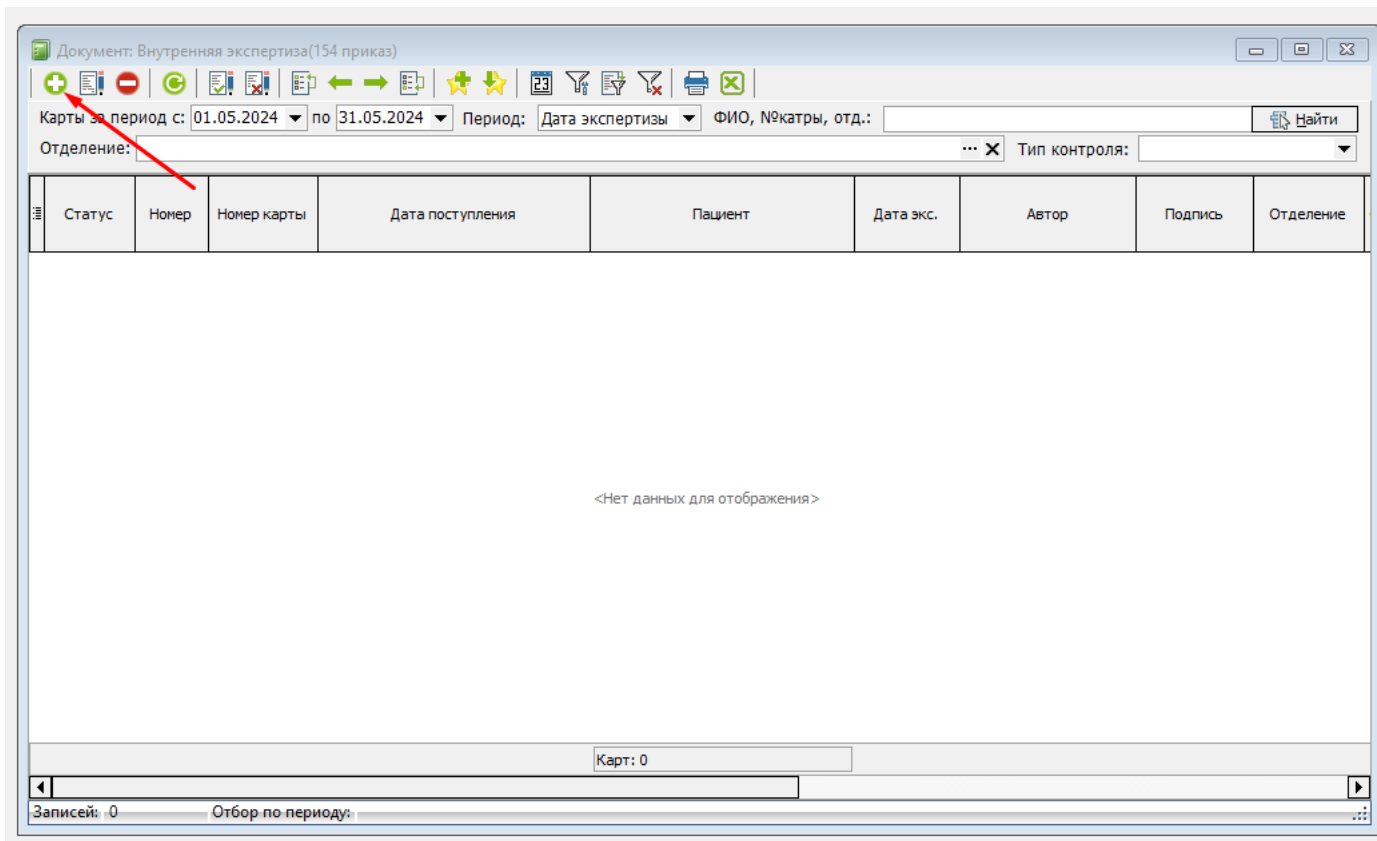 Документ: Внутренняя экспертиза(154 приказ)
23
Карты за период с: 01.05.2024 по 31.05.2024 Период: Дата экспертизы ФИО, №катры, отд.: Найти
Отделение: ... X Тип контроля:
Статус Номер Номер карты Дата поступления Пациент Дата экс. Автор Подпись Отделение
<Нет данных для отображения>
Карт: 0
Записей: 0 Отбор по периоду: